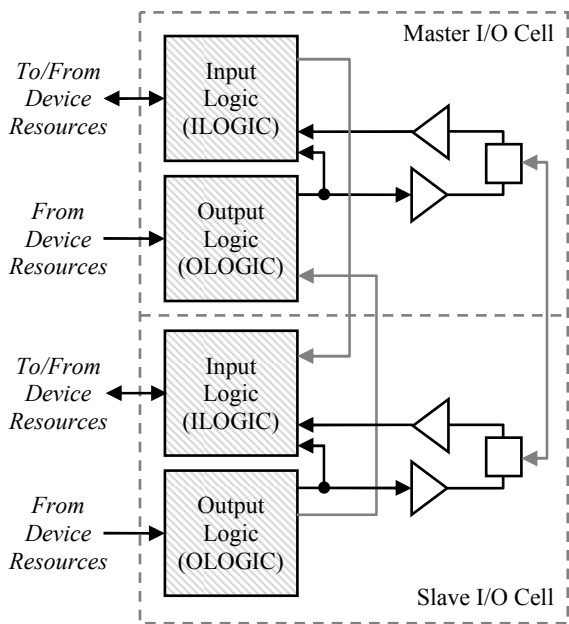 Master I/O Cell
To/From
Device
Resources
Input
Logic
(ILOGIC)
From
Device
Resources
Output
Logic
(OLOGIC)
To/From
Device
Resources
Input
Logic
(ILOGIC)
From
Device
Resources
Output
Logic
(OLOGIC)
Slave I/O Cell